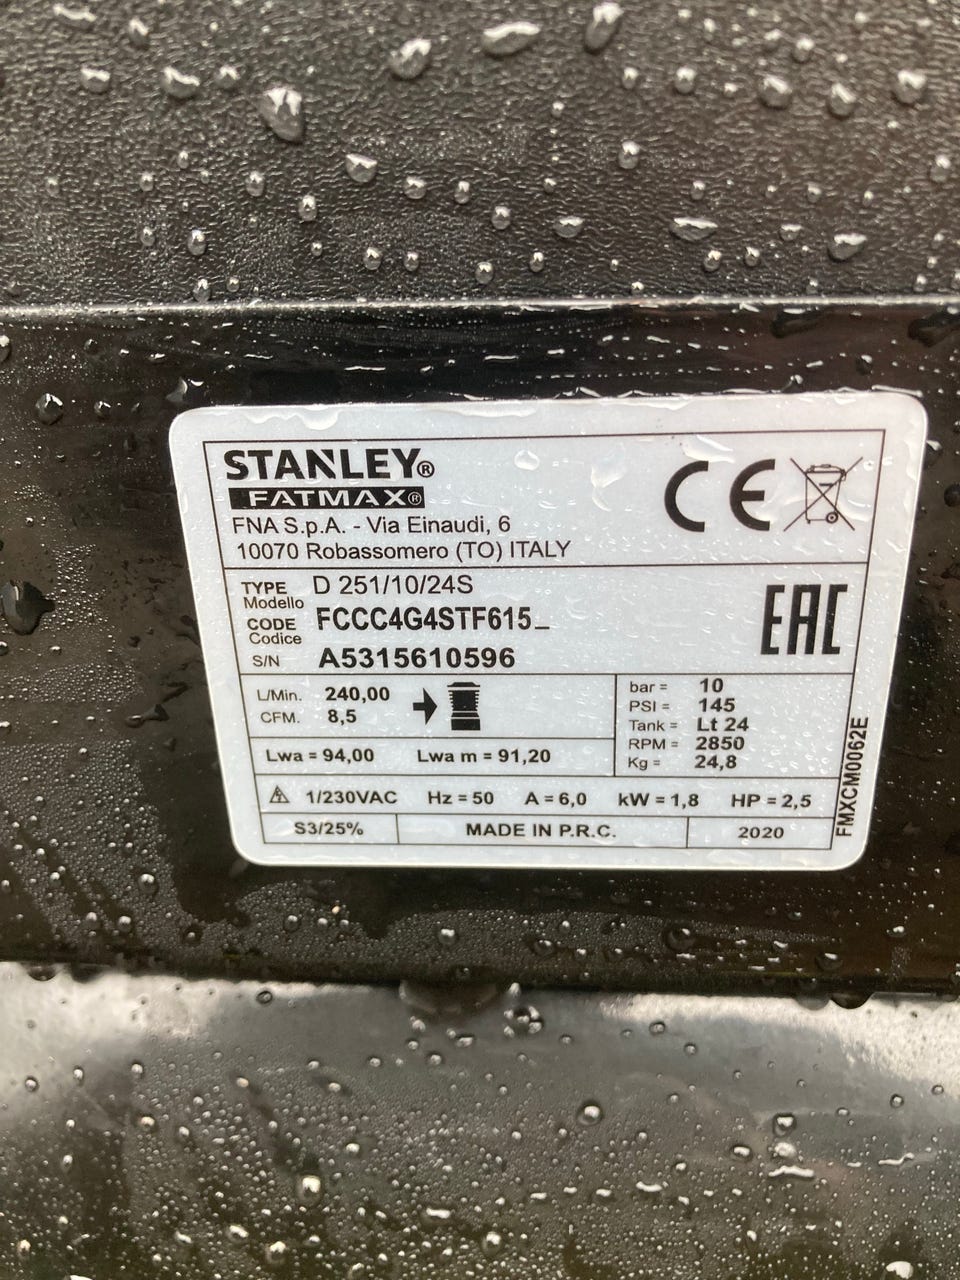 STANLEY®
FATMAX®
FNA S.p.A. - Via Einaudi, 6
10070 Robassomero (TO) ITALY
CE
TYPE D 251/10/24S
Modello
CODE FCCC4G4STF615_
Codice
S/N A5315610596
EAC
L/Min. 240,00
CFM. 8,5
Lwa = 94,00 Lwa m = 91,20
bar = 10
PSI = 145
Tank = Lt 24
RPM = 2850
Kg = 24,8
1/230VAC Hz = 50 A = 6,0 kW = 1,8 HP = 2,5
S3/25% MADE IN P.R.C. 2020
FMXCM0062E